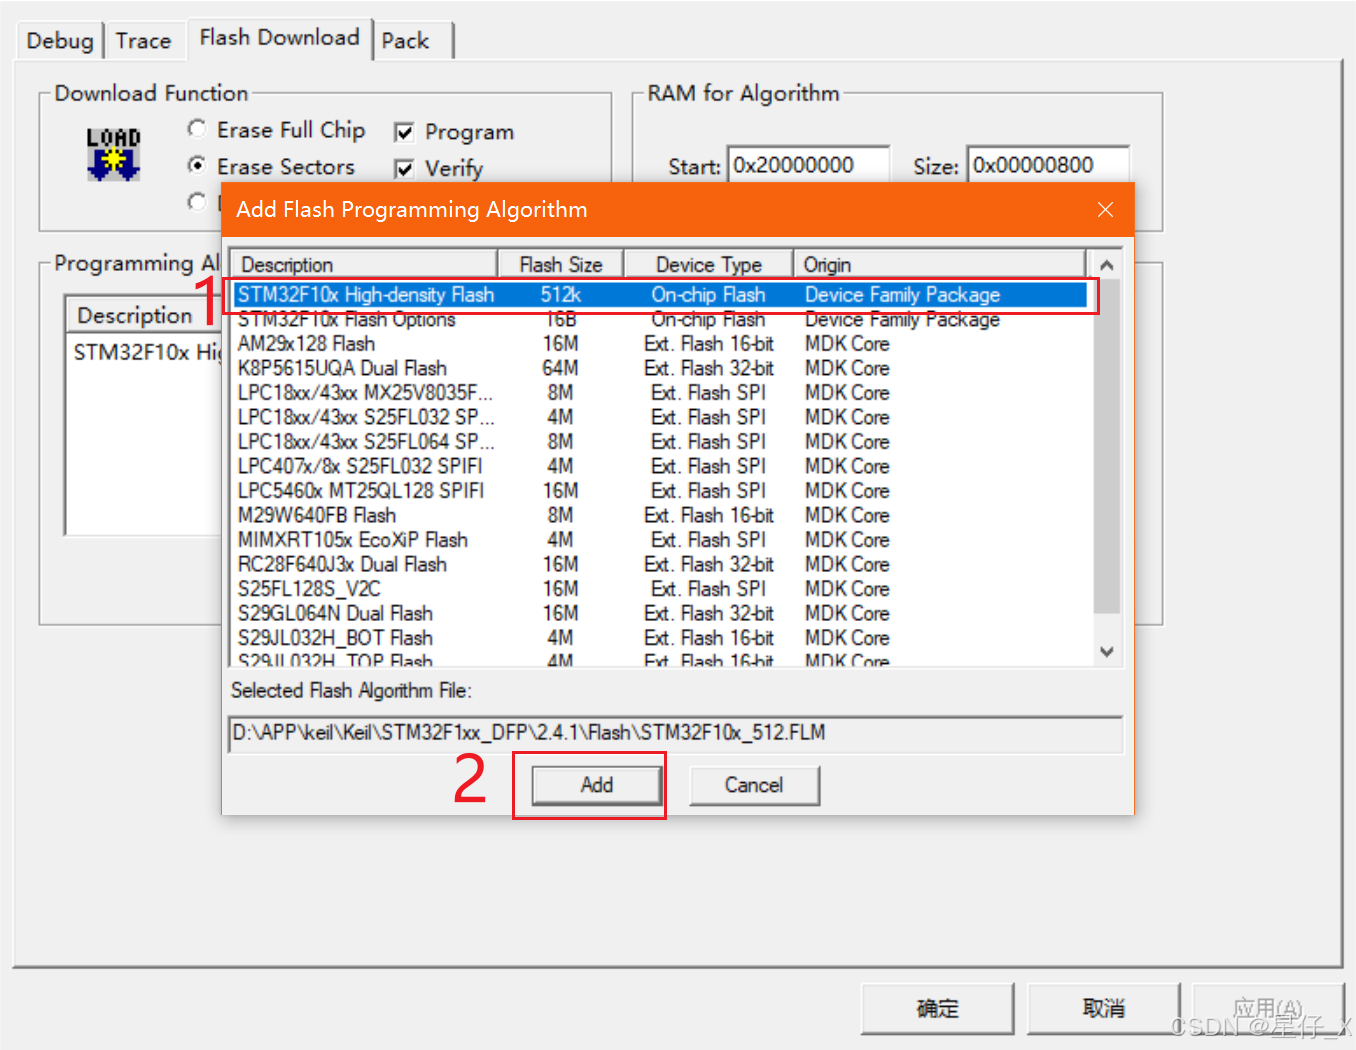 Debug Trace Flash Download Pack
Download Function
LOAD
Erase Full Chip
Program
Erase Sectors
Verify
RAM for Algorithm
Start: 0x20000000 Size: 0x00000800
Programming Al
Description
STM32F10x Hig
Add Flash Programming Algorithm
Description Flash Size Device Type Origin
1
STM32F10x High-density Flash 512k On-chip Flash Device Family Package
STM32F10x Flash Options 16B On-chip Flash Device Family Package
AM29x128 Flash 16M Ext. Flash 16-bit MDK Core
K8P5615UQA Dual Flash 64M Ext. Flash 32-bit MDK Core
LPC18xx/43xx MX25V8035F... 8M Ext. Flash SPI MDK Core
LPC18xx/43xx S25FL032 SP... 4M Ext. Flash SPI MDK Core
LPC18xx/43xx S25FL064 SP... 8M Ext. Flash SPI MDK Core
LPC407x/8x S25FL032 SPIFI 4M Ext. Flash SPI MDK Core
LPC5460x MT25QL128 SPIFI 16M Ext. Flash SPI MDK Core
M29W640FB Flash 8M Ext. Flash 16-bit MDK Core
MIMXRT105x EcoXiP Flash 4M Ext. Flash SPI MDK Core
RC28F640J3x Dual Flash 16M Ext. Flash 32-bit MDK Core
S25FL128S_V2C 16M Ext. Flash SPI MDK Core
S29GL064N Dual Flash 16M Ext. Flash 32-bit MDK Core
S29JL032H_BOT Flash 4M Ext. Flash 16-bit MDK Core
S29JL032H_TOP Flash 4M Ext. Flash 16-bit MDK Core
Selected Flash Algorithm File:
D:\APP\keil\Keil\STM32F1xx_DFP\2.4.1\Flash\STM32F10x_512.FLM
2
Add Cancel
确定 取消 应用(A)
CSDN @星仔_X